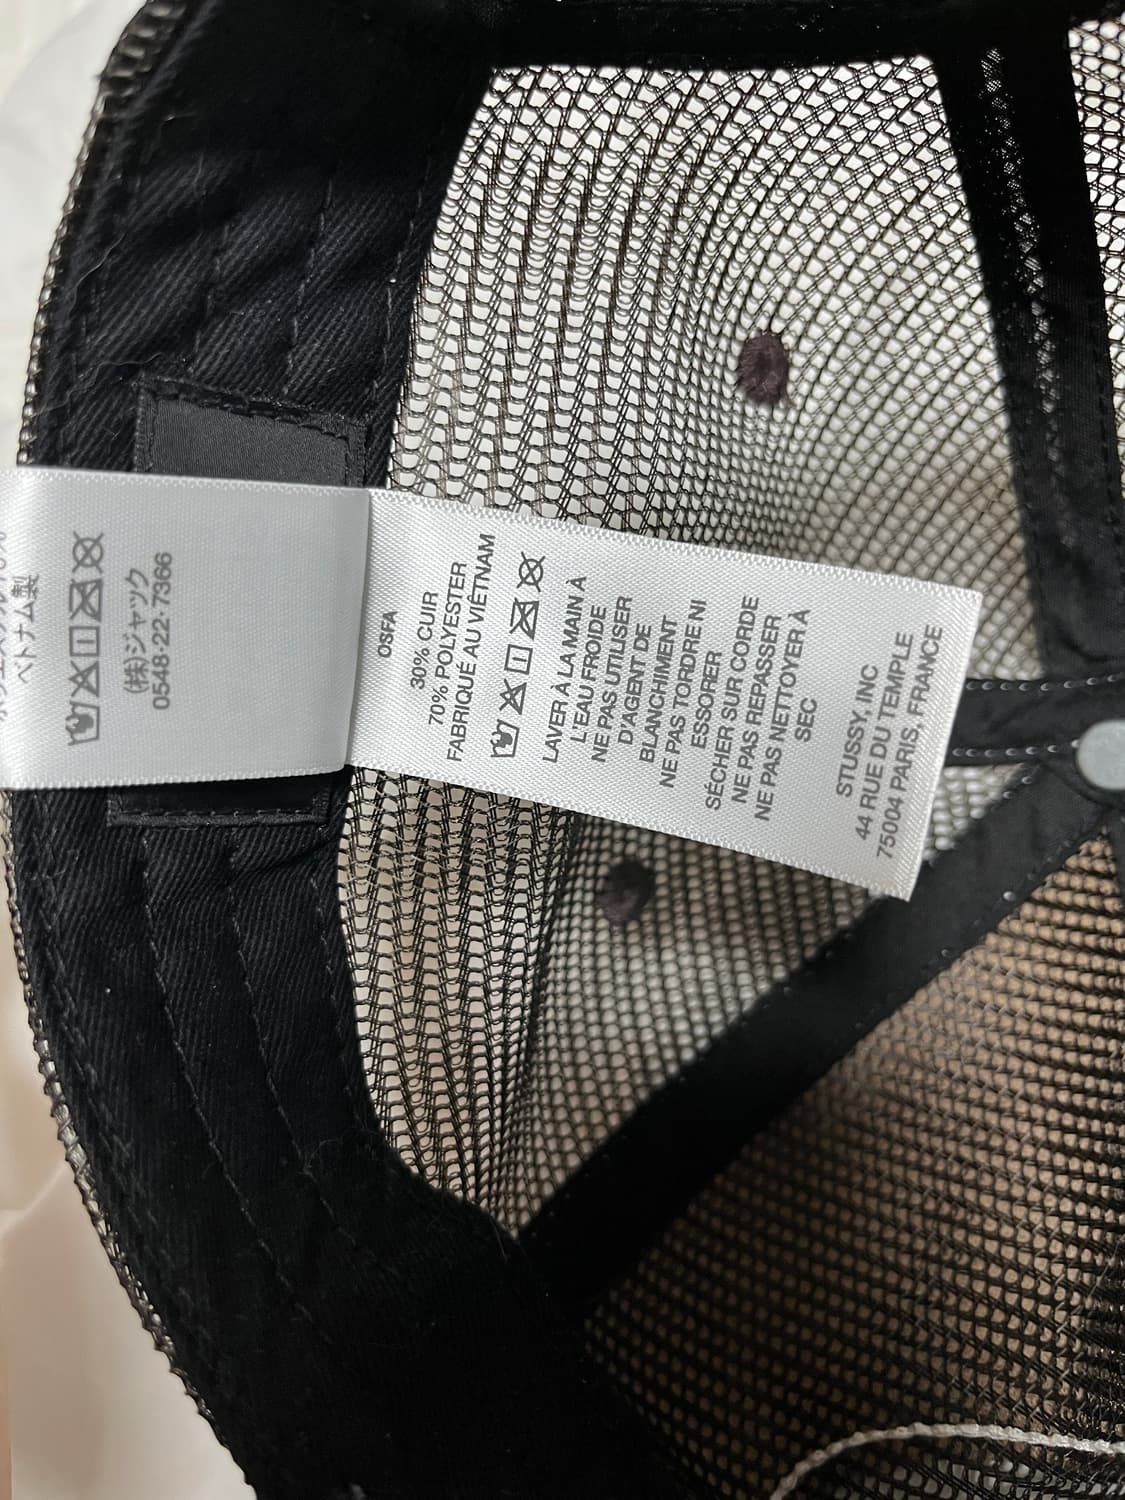 ベトナム製
(株)ジャック
0548-22-7366
OSFA
30% CUIR
70% POLYESTER
FABRIQUÉ AU VIÊTNAM
LAVER À LA MAIN À
L'EAU FROIDE
NE PAS UTILISER
D'AGENT DE
BLANCHIMENT
NE PAS TORDRE NI
ESSORER
SÉCHER SUR CORDE
NE PAS REPASSER
NE PAS NETTOYER À
SEC
STUSSY, INC
44 RUE DU TEMPLE
75004 PARIS, FRANCE